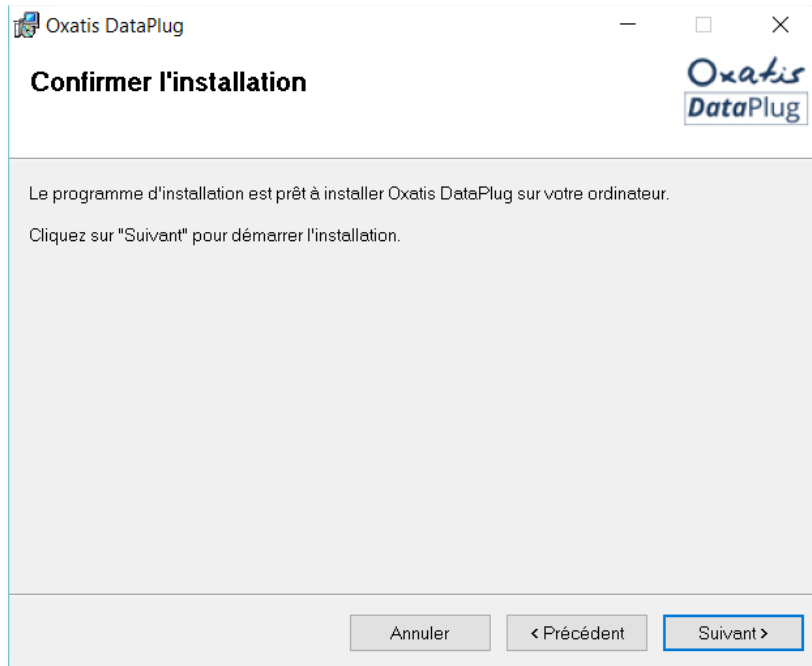 Oxatis DataPlug
Confirmer l'installation
Oxatis
DataPlug
Le programme d'installation est prêt à installer Oxatis DataPlug sur votre ordinateur.
Cliquez sur "Suivant" pour démarrer l'installation.
Annuler
< Précédent
Suivant >